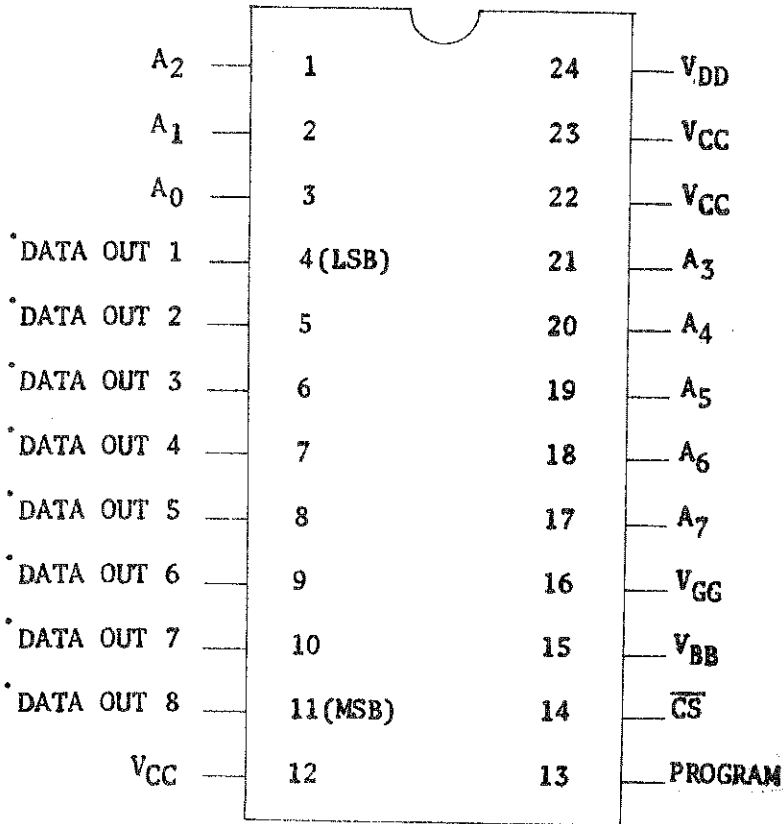 A2 1 24 VDD
A1 2 23 VCC
A0 3 22 VCC
DATA OUT 1 4(LSB) 21 A3
DATA OUT 2 5 20 A4
DATA OUT 3 6 19 A5
DATA OUT 4 7 18 A6
DATA OUT 5 8 17 A7
DATA OUT 6 9 16 VGG
DATA OUT 7 10 15 VBB
DATA OUT 8 11(MSB) 14 C̅S̅
VCC 12 13 PROGRAM